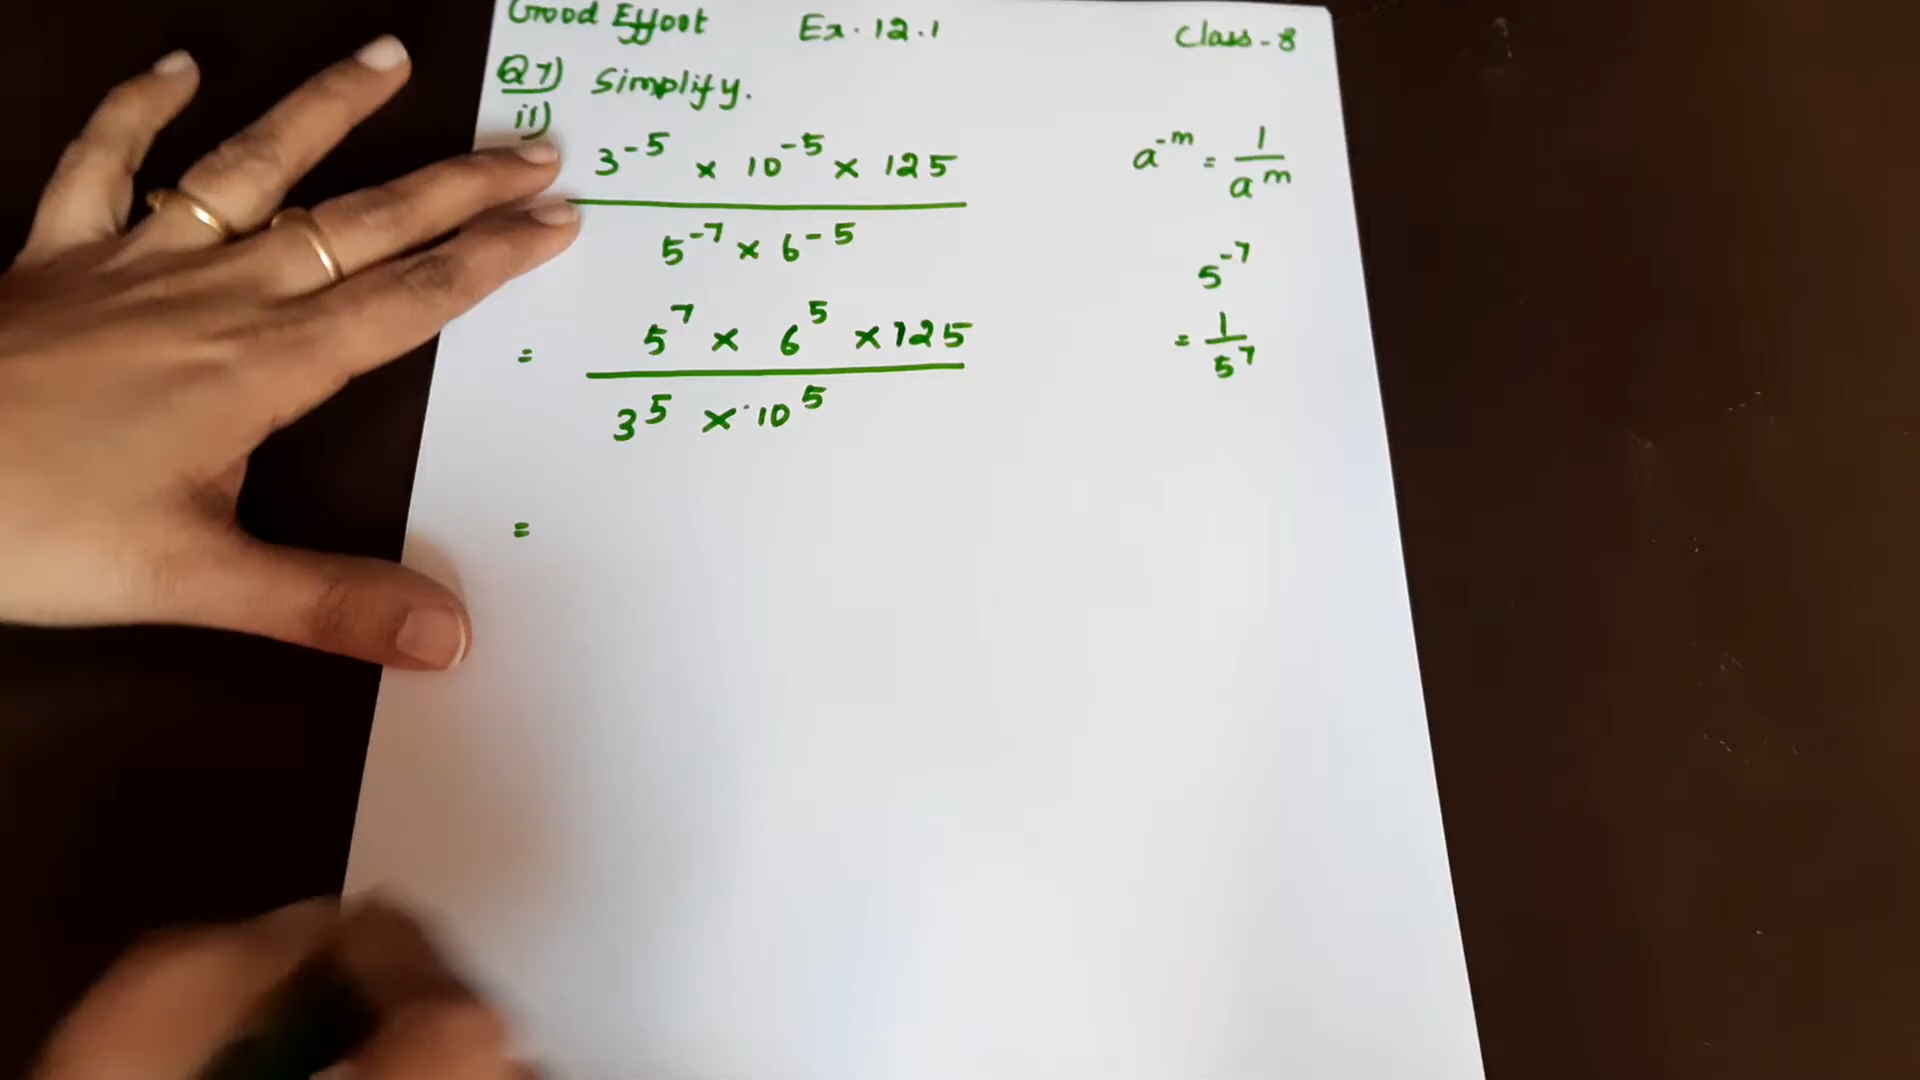 Good Effort Ex. 12.1 Class - 8
Q7) Simplify.
ii)
3⁻⁵ × 10⁻⁵ × 125
5⁻⁷ × 6⁻⁵
= 5⁷ × 6⁵ × 125
3⁵ × 10⁵
=
a⁻ᵐ = 1
aᵐ
5⁻⁷
= 1
5⁷